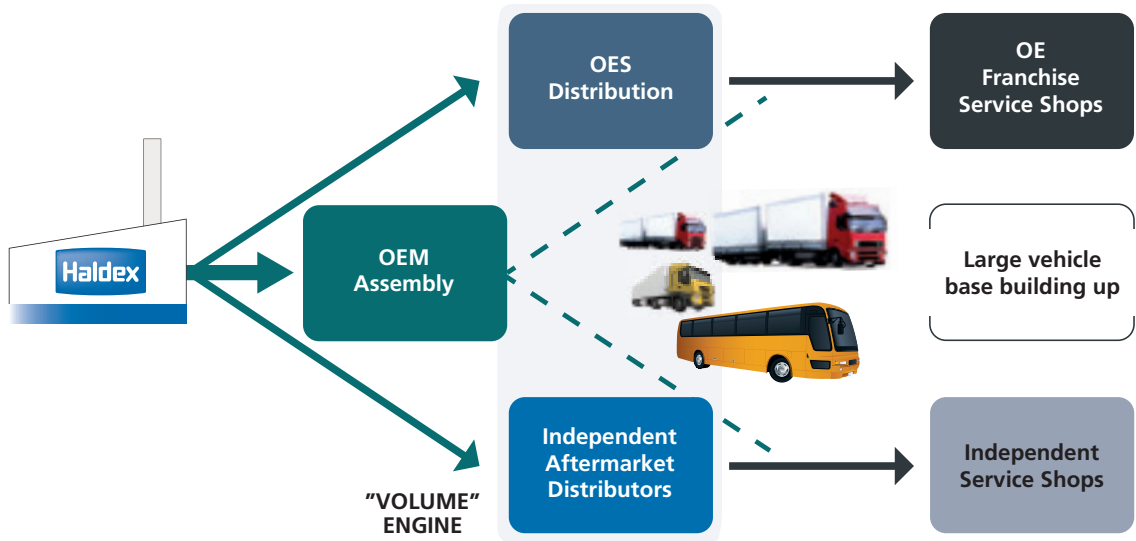 OES
Distribution
OE
Franchise
Service Shops
Haldex
OEM
Assembly
Large vehicle
base building up
Independent
Aftermarket
Distributors
Independent
Service Shops
"VOLUME"
ENGINE